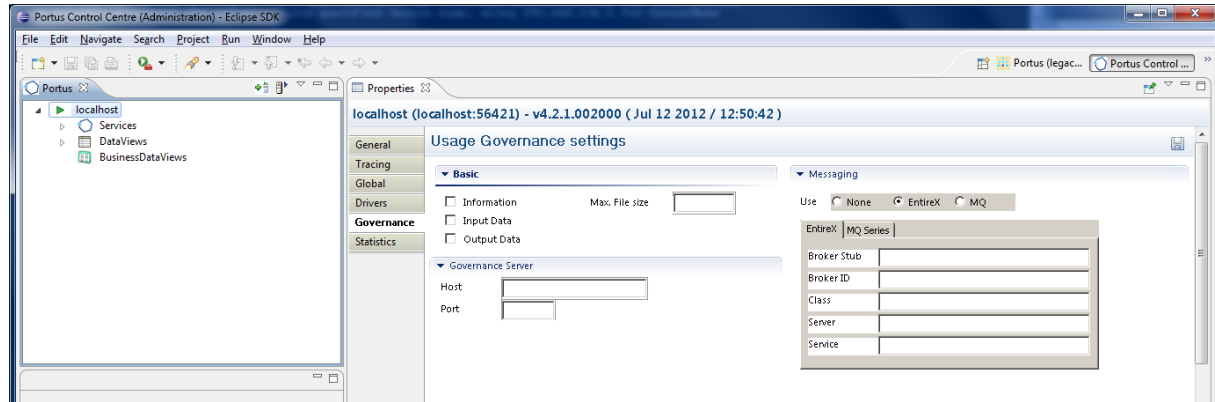 Portus Control Centre (Administration) - Eclipse SDK
File Edit Navigate Search Project Run Window Help
Portus (legac... Portus Control ... »
Portus
localhost
Services
DataViews
BusinessDataViews
Properties
localhost (localhost:56421) - v4.2.1.002000 ( Jul 12 2012 / 12:50:42 )
General
Tracing
Global
Drivers
Governance
Statistics
Usage Governance settings
Basic
Information Max. File size
Input Data
Output Data
Governance Server
Host
Port
Messaging
Use None EntireX MQ
EntireX MQ Series
Broker Stub
Broker ID
Class
Server
Service